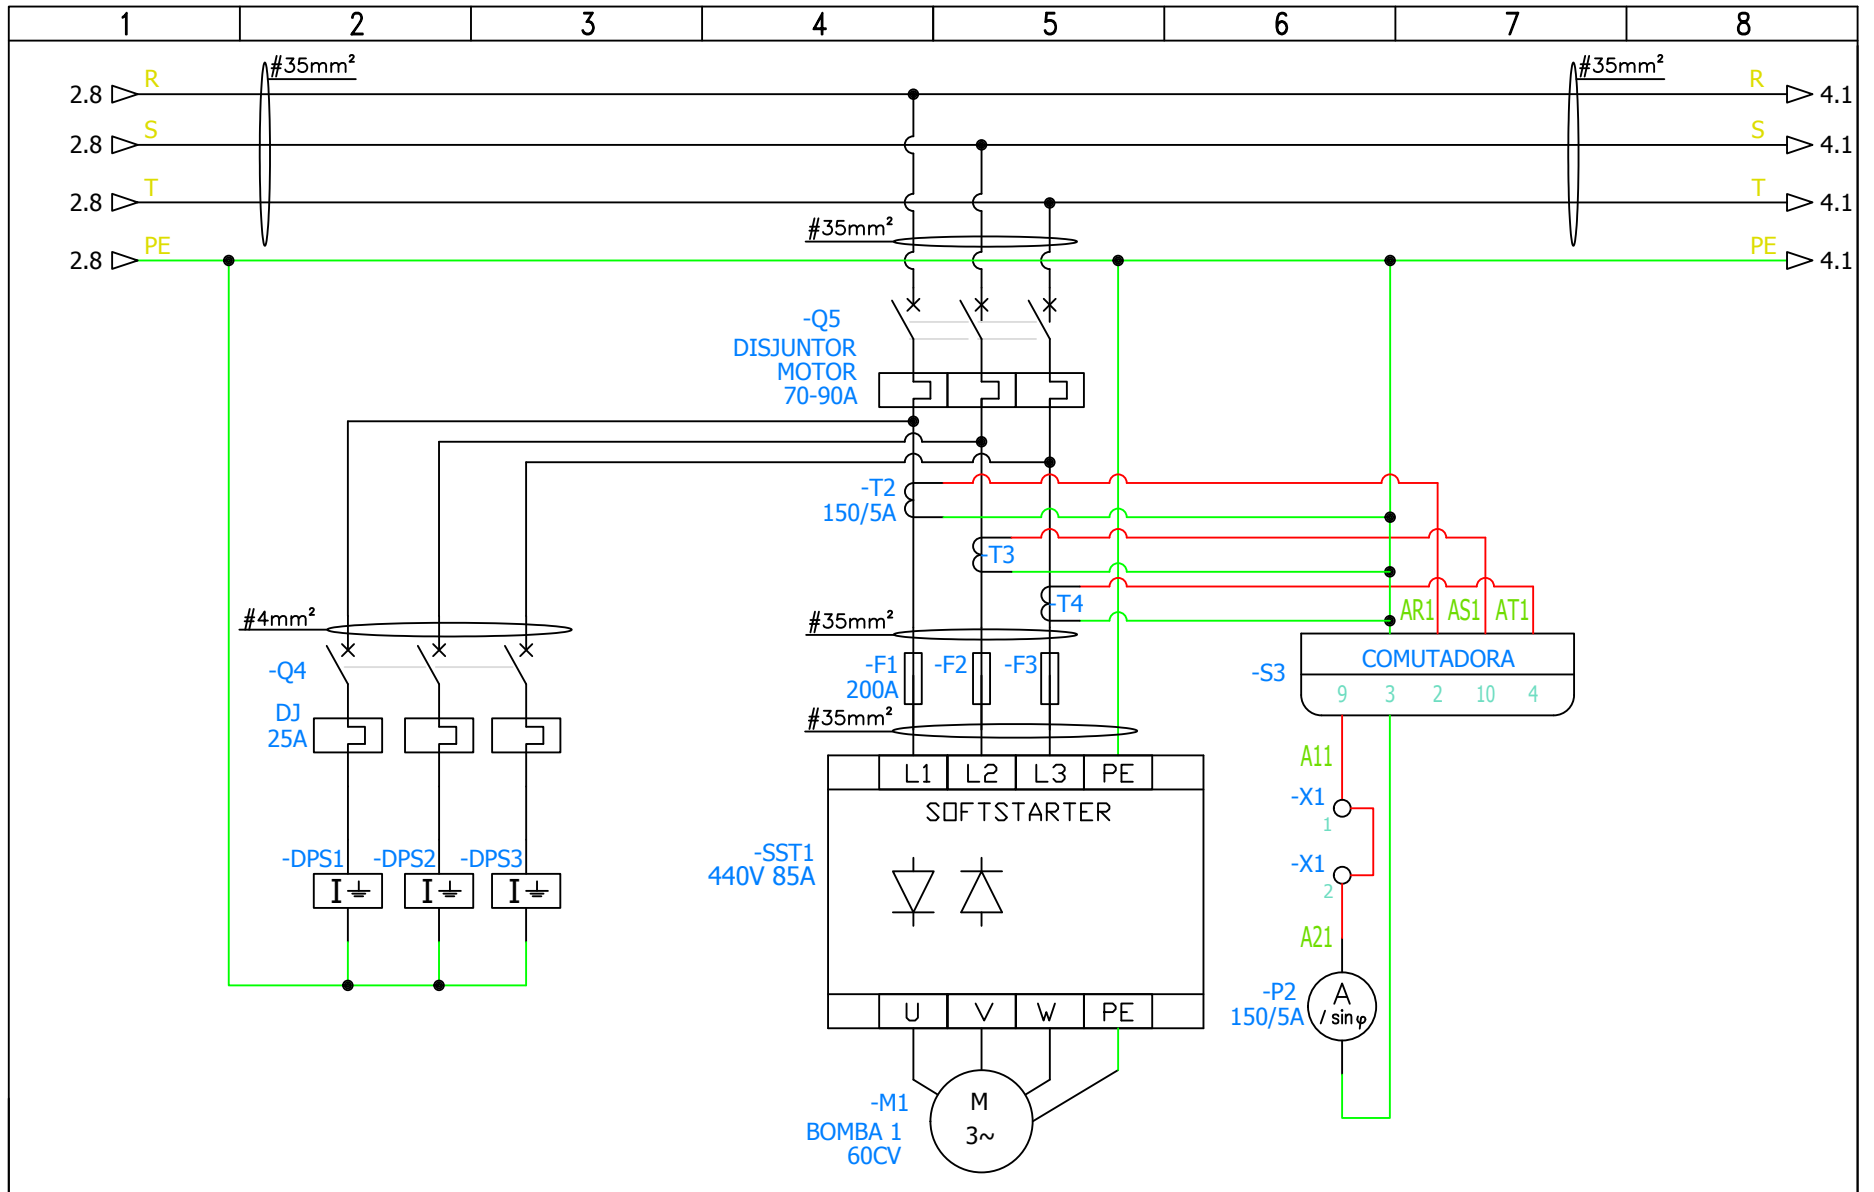 1 2 3 4 5 6 7 8
#35mm² #35mm²
R R
2.8 4.1
S S
2.8 4.1
T T
2.8 4.1
#35mm²
PE PE
2.8 4.1
-Q5
DISJUNTOR
MOTOR
70-90A
-T2
150/5A
-T3
-T4
#4mm²
#35mm²
AR1 AS1 AT1
-Q4
DJ
25A
-F1
200A
-F2
-F3
#35mm²
-S3
COMUTADORA
9 3 2 10 4
A11
-X1
1
-X1
2
A21
-P2
150/5A
A
/ sinφ
L1 L2 L3 PE
SOFTSTARTER
-SST1
440V 85A
-DPS1 -DPS2 -DPS3
I I I
U V W PE
-M1
BOMBA 1
60CV
M
3~